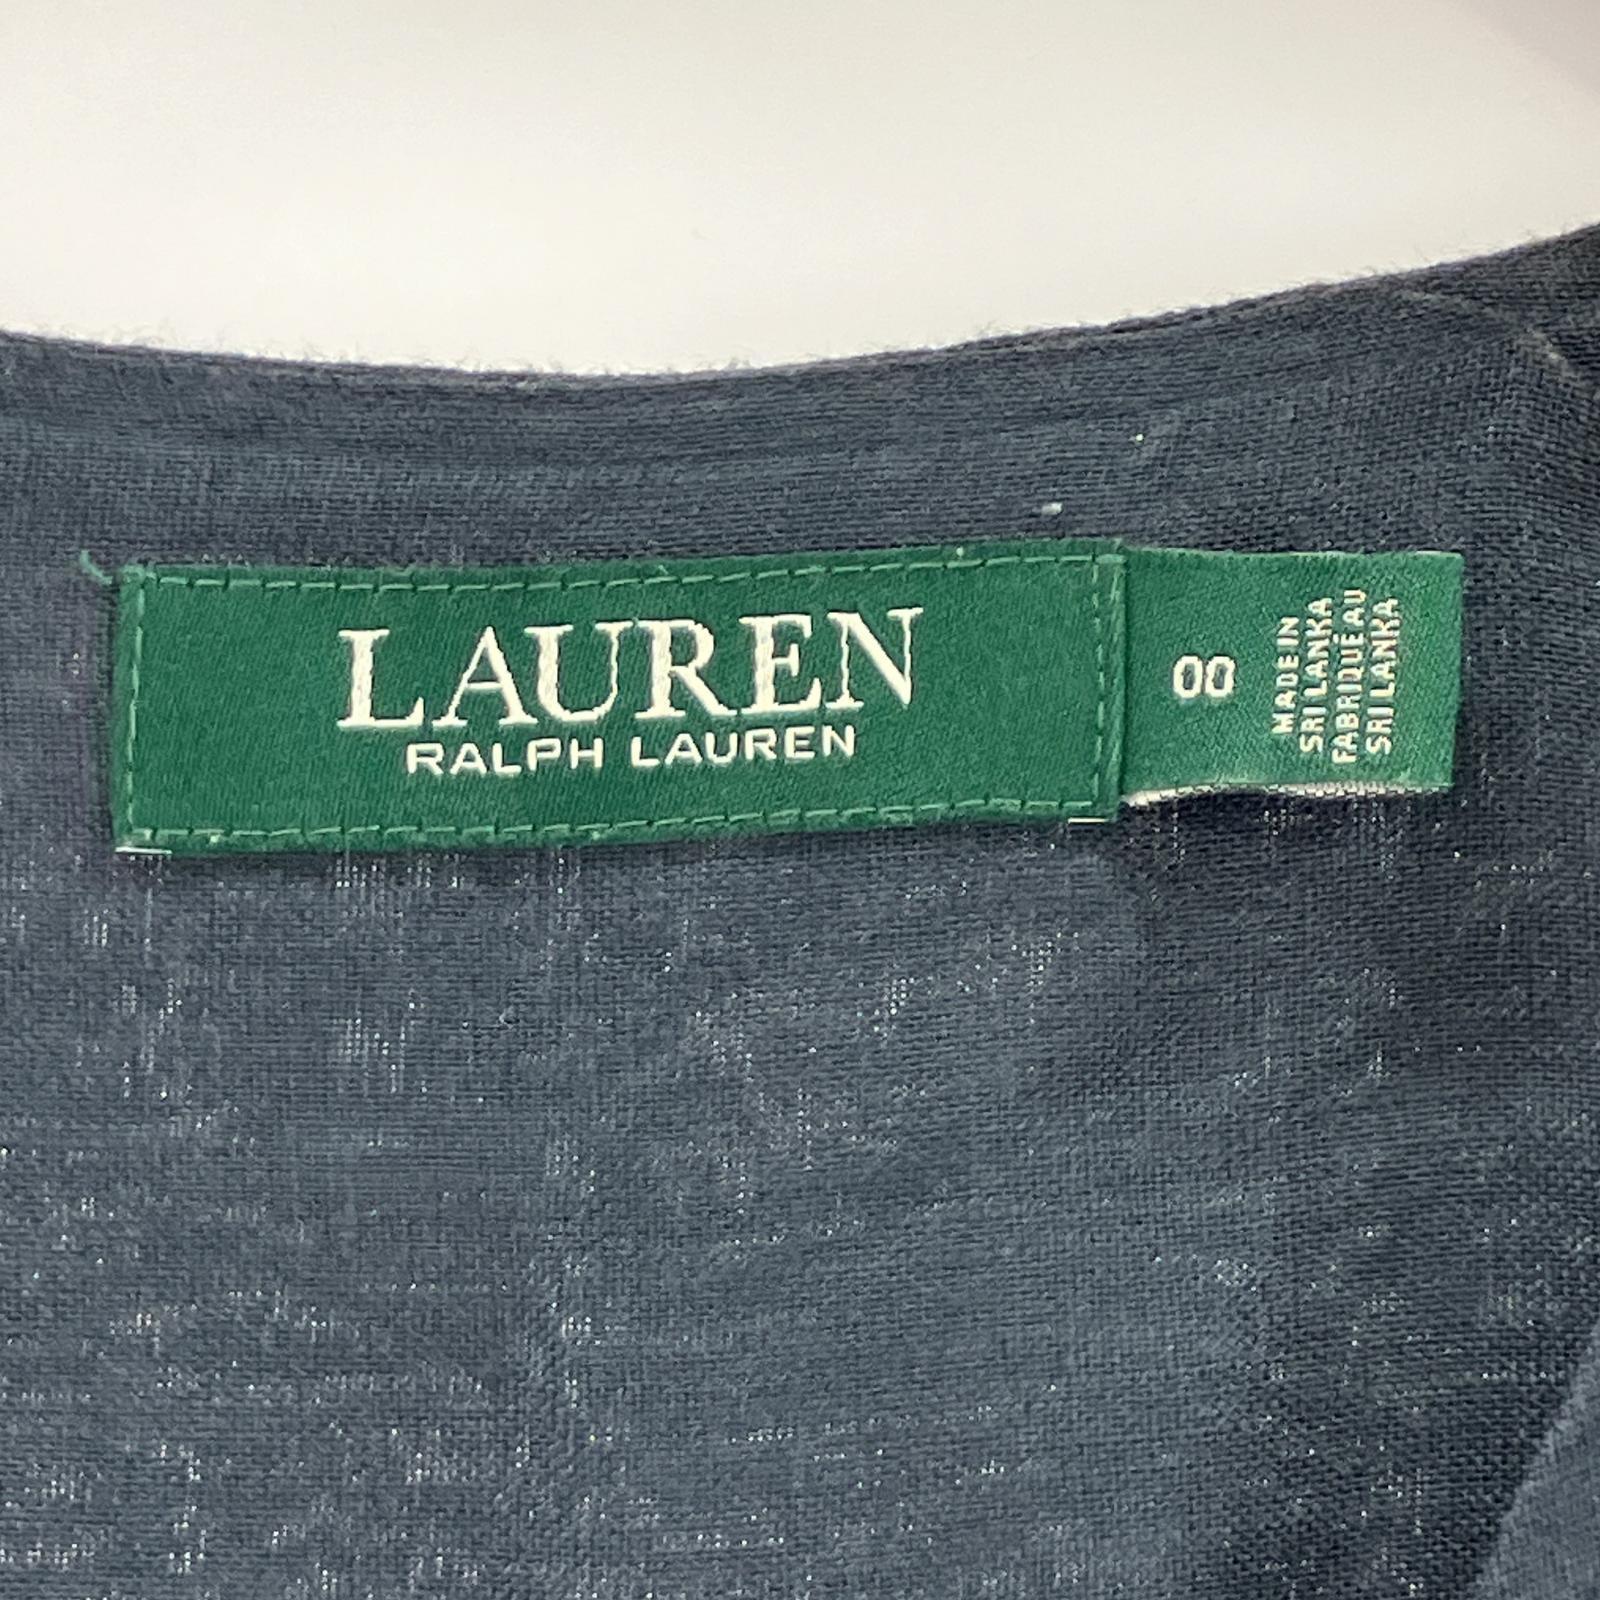 LAUREN
RALPH LAUREN
00
MADE IN
SRI LANKA
FABRIQUÉ AU
SRI LANKA